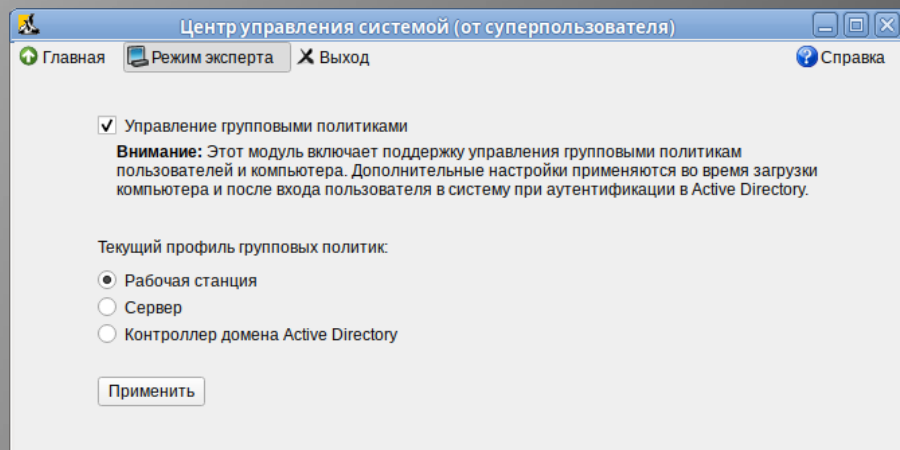 Центр управления системой (от суперпользователя)
Главная Режим эксперта Выход Справка
Управление групповыми политиками
Внимание: Этот модуль включает поддержку управления групповыми политикам
пользователей и компьютера. Дополнительные настройки применяются во время загрузки
компьютера и после входа пользователя в систему при аутентификации в Active Directory.
Текущий профиль групповых политик:
Рабочая станция
Сервер
Контроллер домена Active Directory
Применить